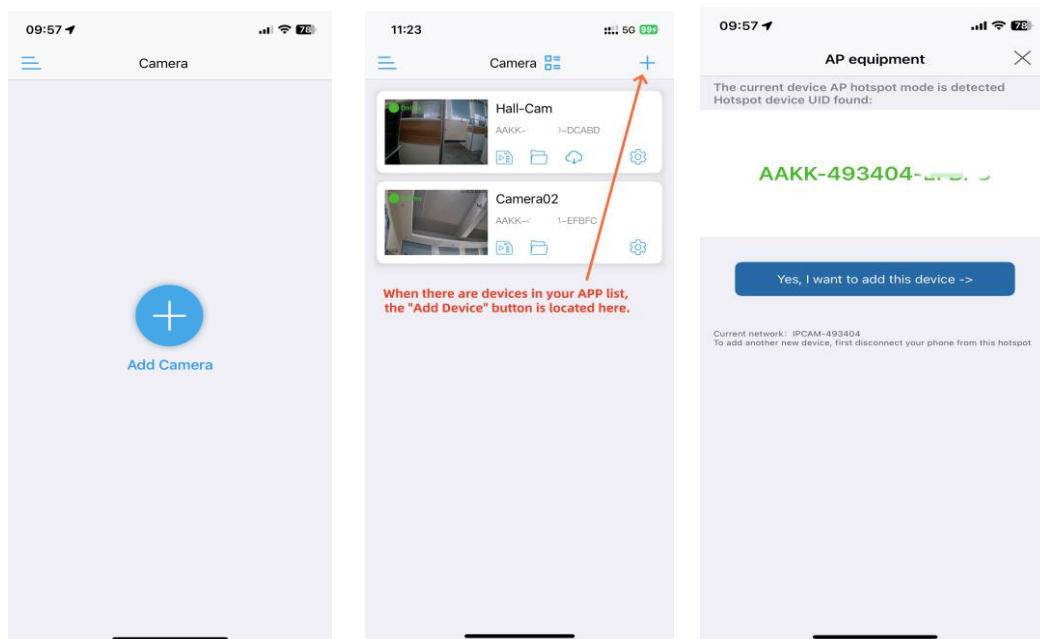 09:57
78
Camera
Add Camera
11:23
5G 99+
Camera
Hall-Cam
AAKK- -DCABD
Camera02
AAKK- -EFBFC
When there are devices in your APP list,
the "Add Device" button is located here.
09:57
78
AP equipment
The current device AP hotspot mode is detected
Hotspot device UID found:
AAKK-493404-
Yes, I want to add this device ->
Current network: IPCAM-493404
To add another new device, first disconnect your phone from this hotspot